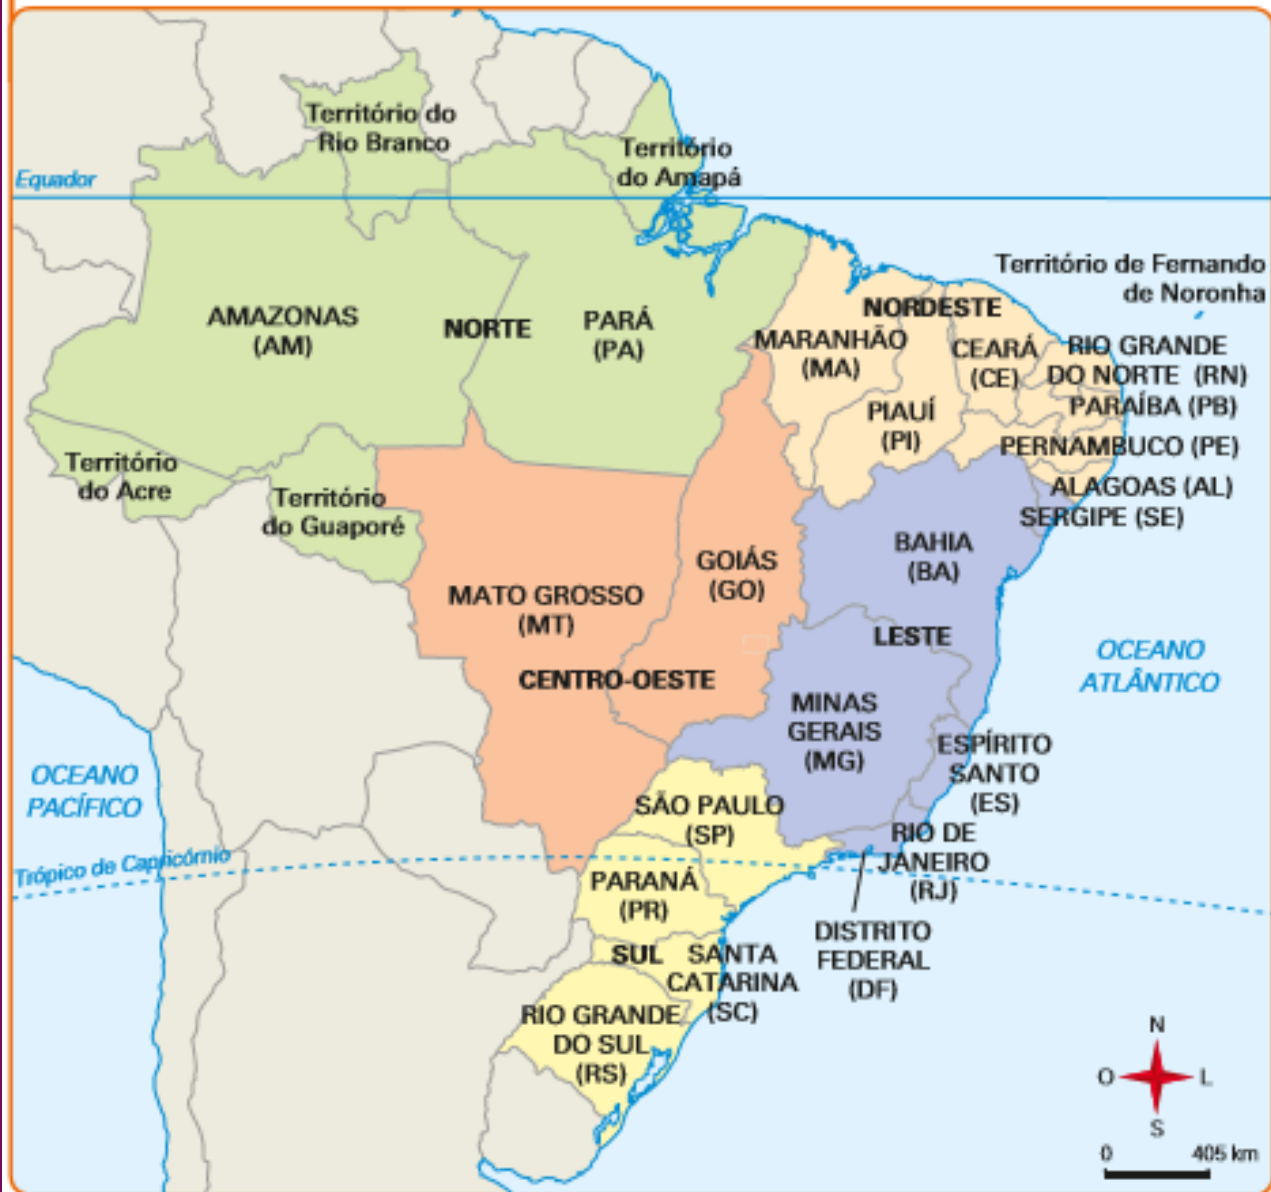 Território do
Rio Branco
Território
do Amapá
Equador
Território de Fernando
de Noronha
AMAZONAS
(AM)
NORTE
PARÁ
(PA)
NORDESTE
MARANHÃO
(MA)
CEARÁ
(CE)
RIO GRANDE
DO NORTE (RN)
PARAÍBA (PB)
PIAUÍ
(PI)
PERNAMBUCO (PE)
ALAGOAS (AL)
SERGIPE (SE)
Território
do Acre
Território
do Guaporé
BAHIA
(BA)
GOIÁS
(GO)
MATO GROSSO
(MT)
LESTE
CENTRO-OESTE
OCEANO
ATLÂNTICO
MINAS
GERAIS
(MG)
ESPÍRITO
SANTO
(ES)
OCEANO
PACÍFICO
SÃO PAULO
(SP)
RIO DE
JANEIRO
(RJ)
Trópico de Capricórnio
PARANÁ
(PR)
DISTRITO
FEDERAL
(DF)
SUL
SANTA
CATARINA
(SC)
RIO GRANDE
DO SUL
(RS)
N
O L
S
0 405 km